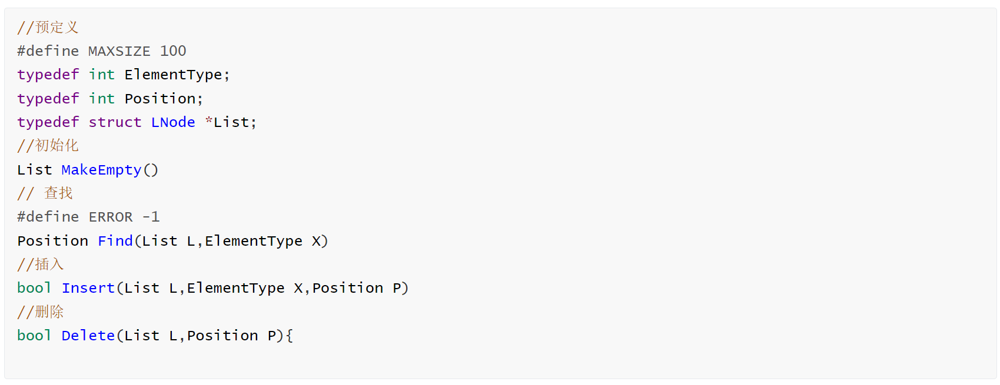 //预定义
#define MAXSIZE 100
typedef int ElementType;
typedef int Position;
typedef struct LNode *List;
//初始化
List MakeEmpty()
// 查找
#define ERROR -1
Position Find(List L,ElementType X)
//插入
bool Insert(List L,ElementType X,Position P)
//删除
bool Delete(List L,Position P){